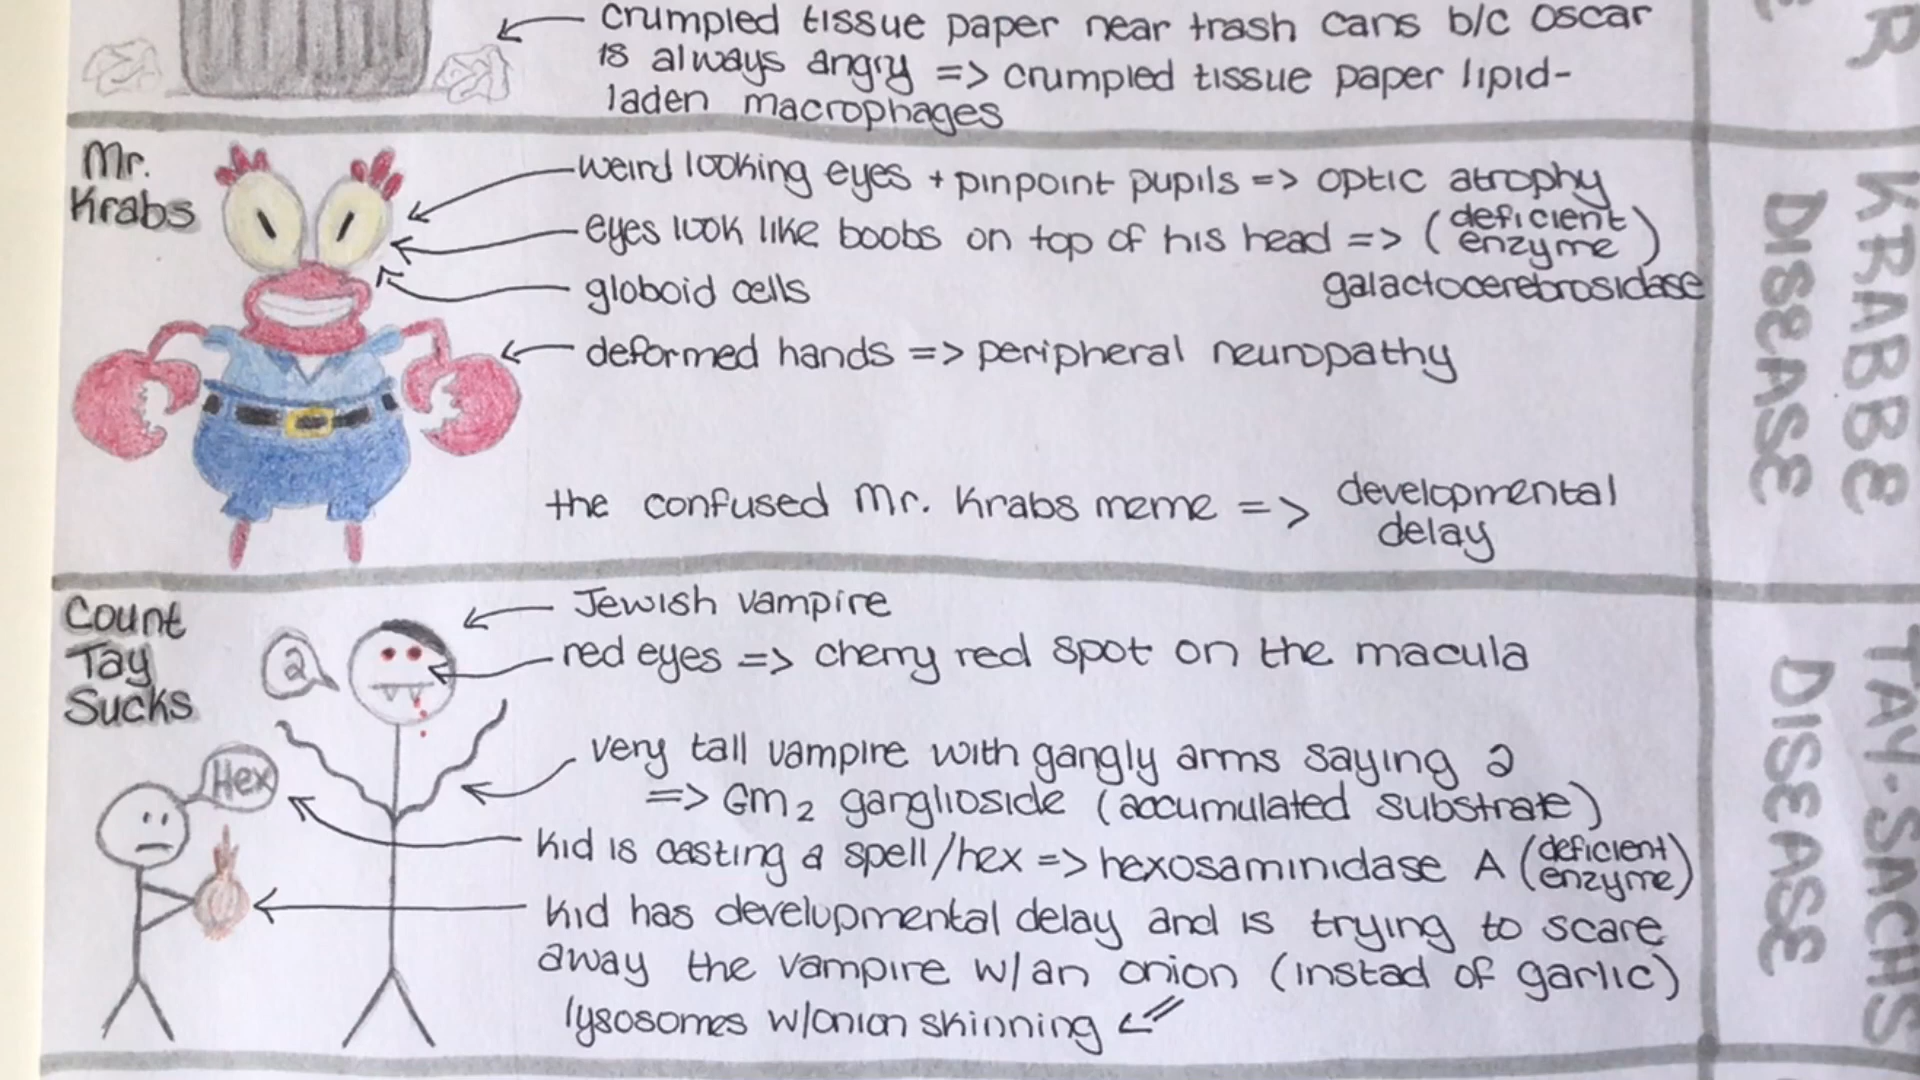 crumpled tissue paper near trash cans b/c oscar
is always angry => crumpled tissue paper lipid-
laden macrophages
R
Mr.
Krabs
weird looking eyes + pinpoint pupils => optic atrophy
eyes look like boobs on top of his head => (deficient
enzyme)
globoid cells
galactocerebrosidase
deformed hands => peripheral neuropathy
the confused Mr. Krabs meme => developmental
delay
KRABBE
DISEASE
Count
Tay
Sucks
2
Hex
Jewish vampire
red eyes => cherry red spot on the macula
very tall vampire with gangly arms saying 2
=> GM2 ganglioside (accumulated substrate)
kid is casting a spell/hex => hexosaminidase A (deficient
enzyme)
kid has developmental delay and is trying to scare
away the vampire w/an onion (instad of garlic)
lysosomes w/onion skinning
TAY-SACHS
DISEASE